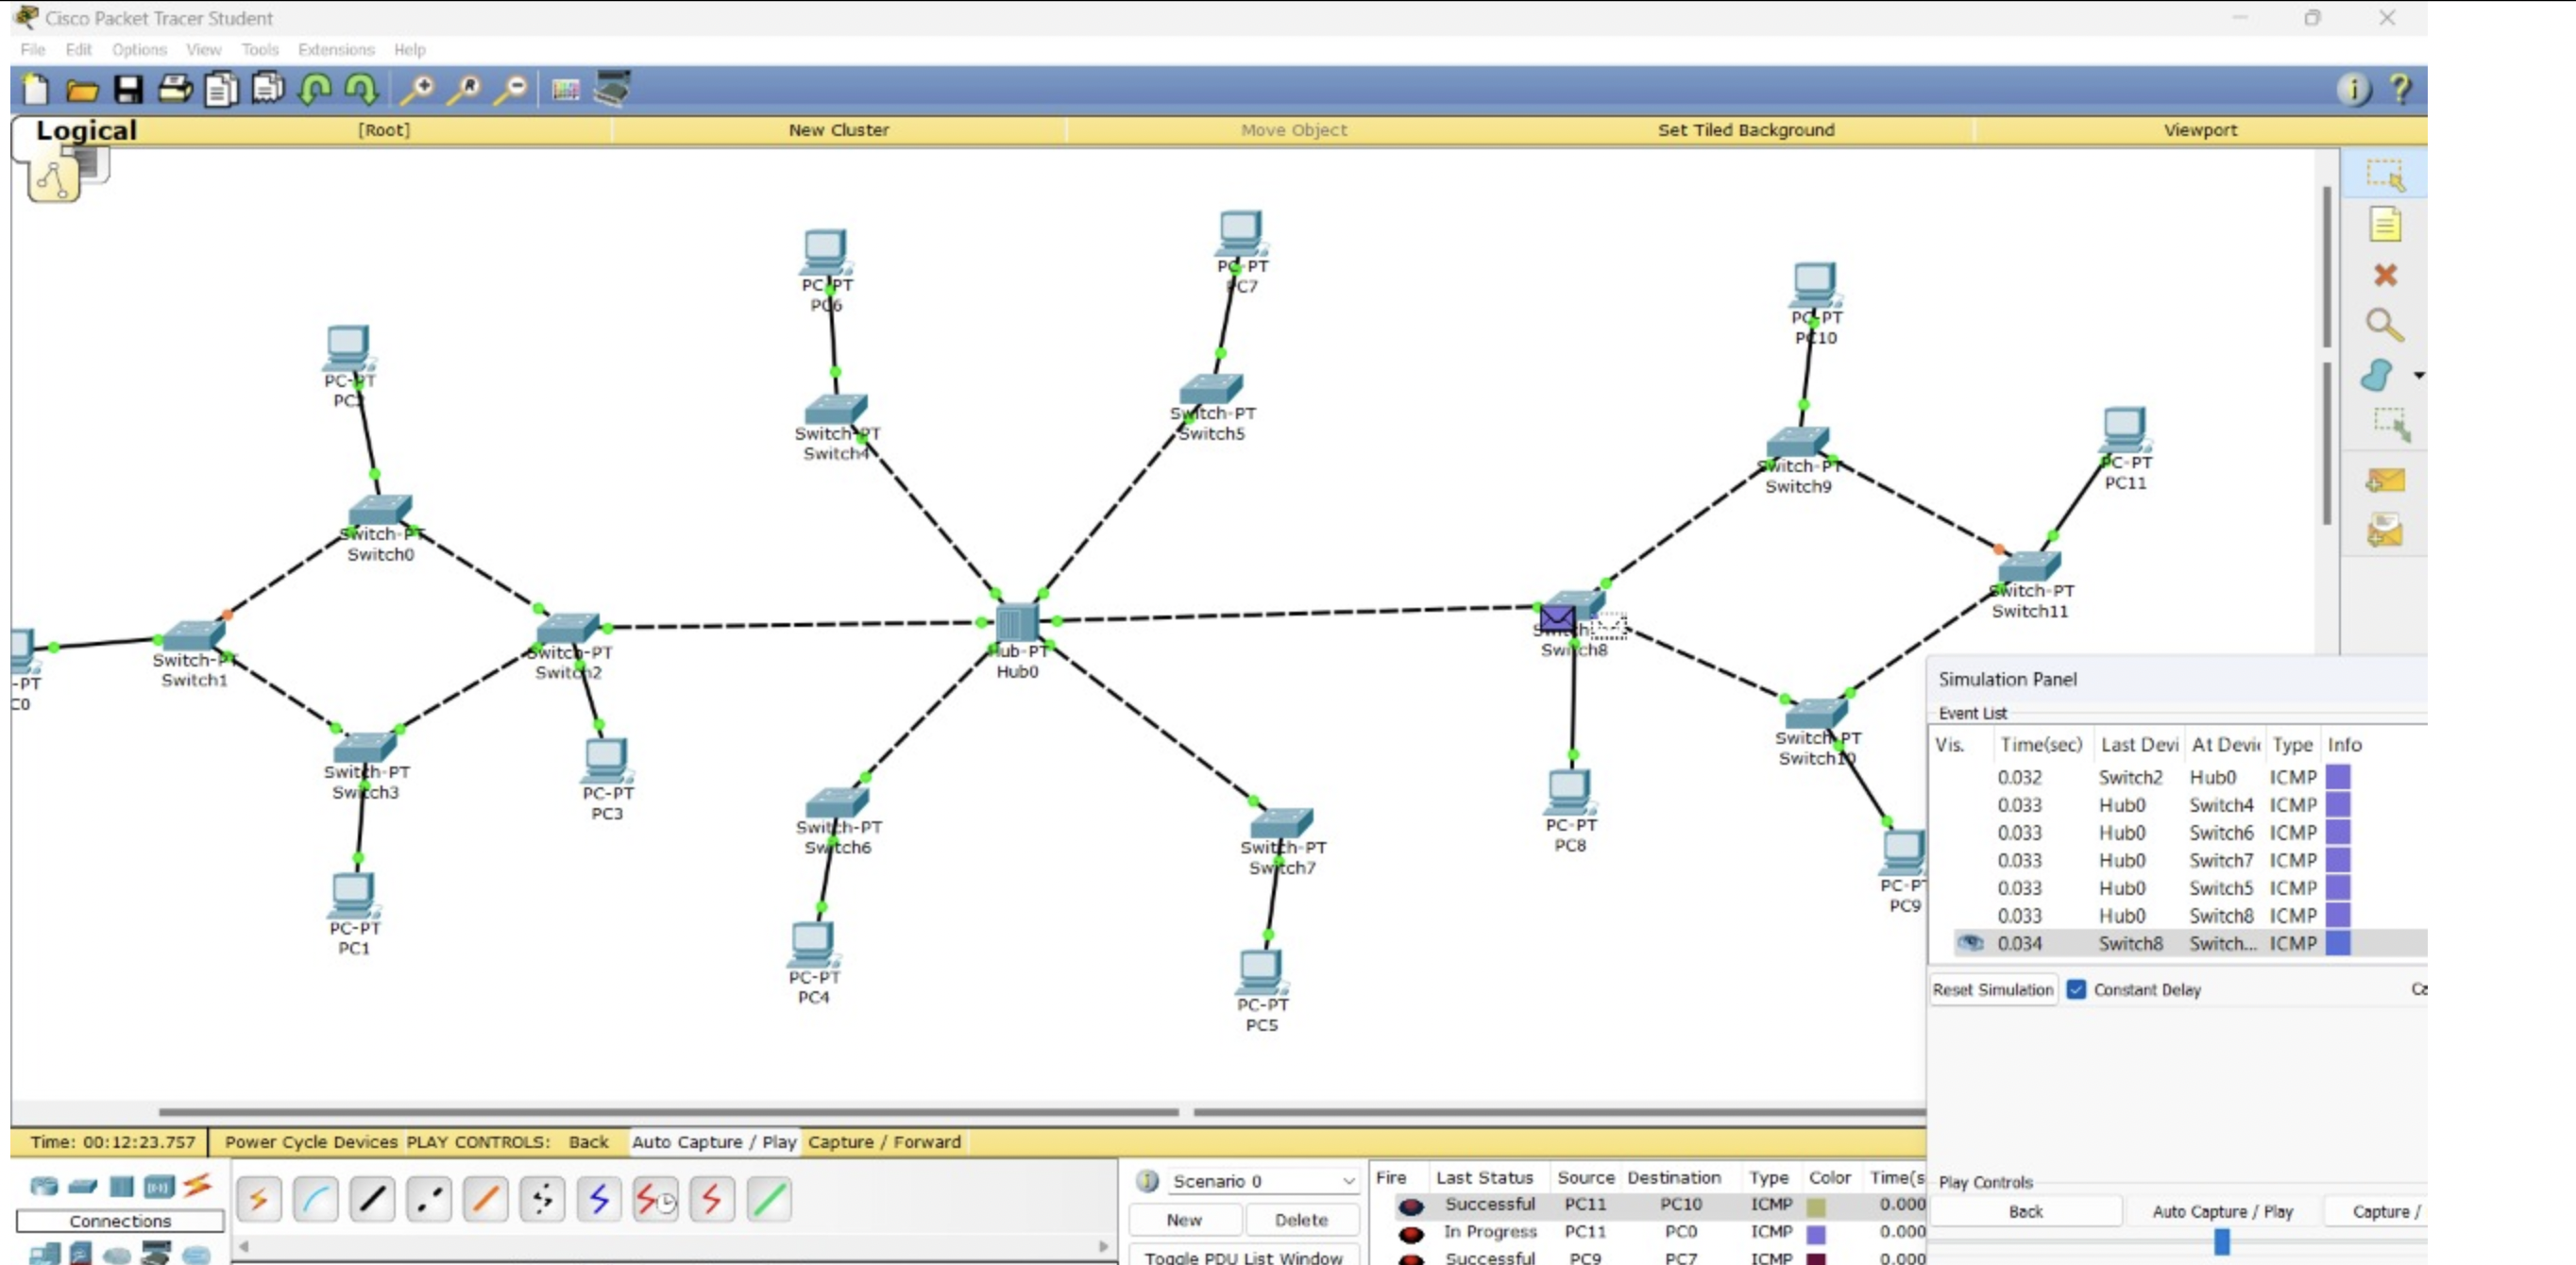 Cisco Packet Tracer Student
File Edit Options View Tools Extensions Help
Logical [Root] New Cluster Move Object Set Tiled Background Viewport
PC-PT
PC7
PC-PT
PC6
PC-PT
PC10
PC-PT
PC2
Switch-PT
Switch5
Switch-PT
Switch4
PC-PT
PC11
Switch-PT
Switch9
Switch-PT
Switch0
Switch-PT
Switch11
-PT
C0
Switch-PT
Switch1
Switch-PT
Switch2
Hub-PT
Hub0
Switch8
Switch-PT
Switch10
Switch-PT
Switch3
PC-PT
PC3
Switch-PT
Switch6
Switch-PT
Switch7
PC-PT
PC8
PC-PT
PC9
PC-PT
PC1
PC-PT
PC4
PC-PT
PC5
Simulation Panel
Event List
Vis. Time(sec) Last Devi At Devic Type Info
0.032 Switch2 Hub0 ICMP
0.033 Hub0 Switch4 ICMP
0.033 Hub0 Switch6 ICMP
0.033 Hub0 Switch7 ICMP
0.033 Hub0 Switch5 ICMP
0.033 Hub0 Switch8 ICMP
0.034 Switch8 Switch... ICMP
Reset Simulation Constant Delay Ca
Play Controls
Back Auto Capture / Play Capture /
Time: 00:12:23.757 Power Cycle Devices PLAY CONTROLS: Back Auto Capture / Play Capture / Forward
Connections
Scenario 0
New Delete
Toggle PDU List Window
Fire Last Status Source Destination Type Color Time(s
Successful PC11 PC10 ICMP 0.000
In Progress PC11 PC0 ICMP 0.000
Successful PC9 PC7 ICMP 0.000